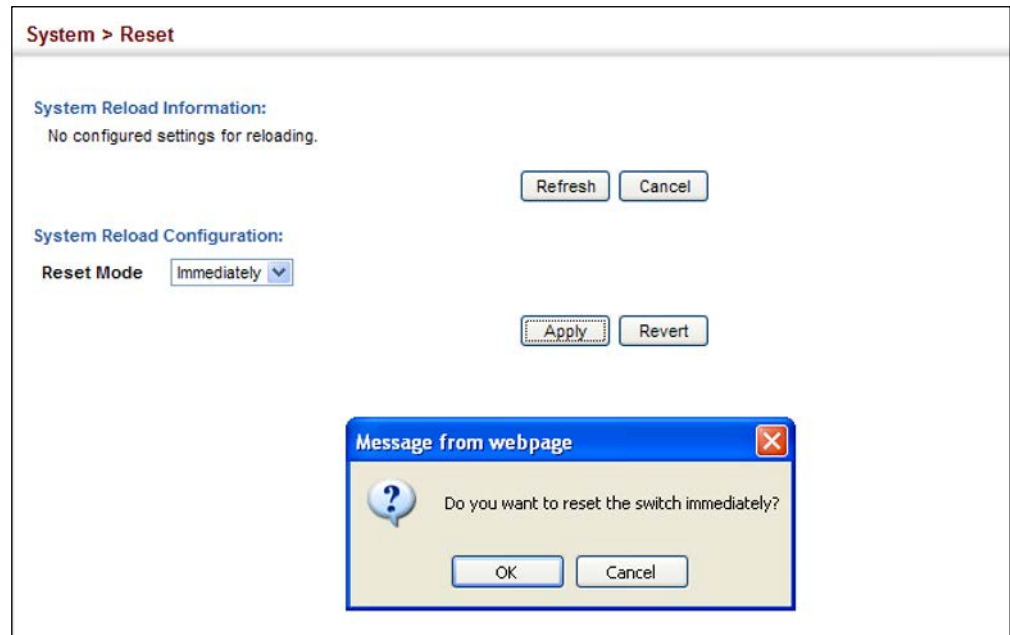 System > Reset
System Reload Information:
No configured settings for reloading.
Refresh Cancel
System Reload Configuration:
Reset Mode Immediately
Apply Revert
Message from webpage
Do you want to reset the switch immediately?
OK Cancel